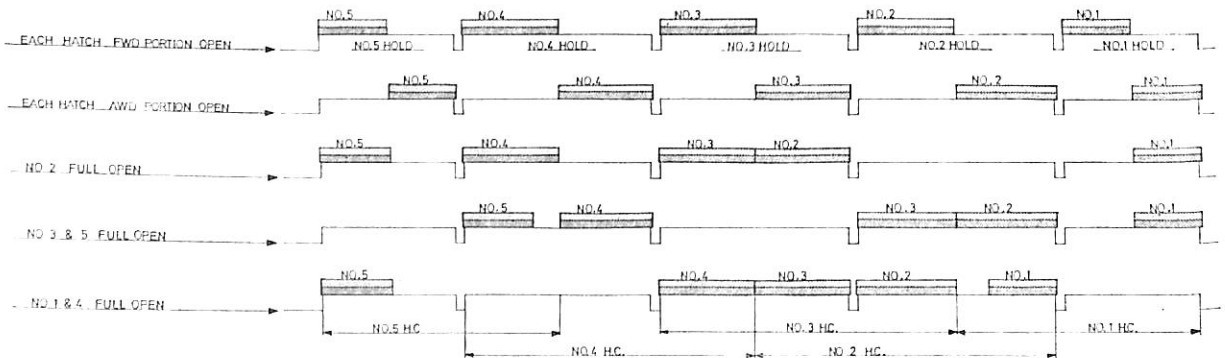 NO.5 NO.4 NO.3 NO.2 NO.1
EACH HATCH FWD PORTION OPEN NO.5 HOLD NO.4 HOLD NO.3 HOLD NO.2 HOLD NO.1 HOLD
NO.5 NO.4 NO.3 NO.2 NO.1
EACH HATCH AWD PORTION OPEN
NO.5 NO.4 NO.3 NO.2 NO.1
NO.2 FULL OPEN
NO.5 NO.4 NO.3 NO.2 NO.1
NO 3 & 5 FULL OPEN
NO.5 NO.4 NO.3 NO.2 NO.1
NO.1 & 4 FULL OPEN
NO.5 H.C NO.3 H.C. NO.1 H.C.
NO.4 H.C. NO.2 H.C.